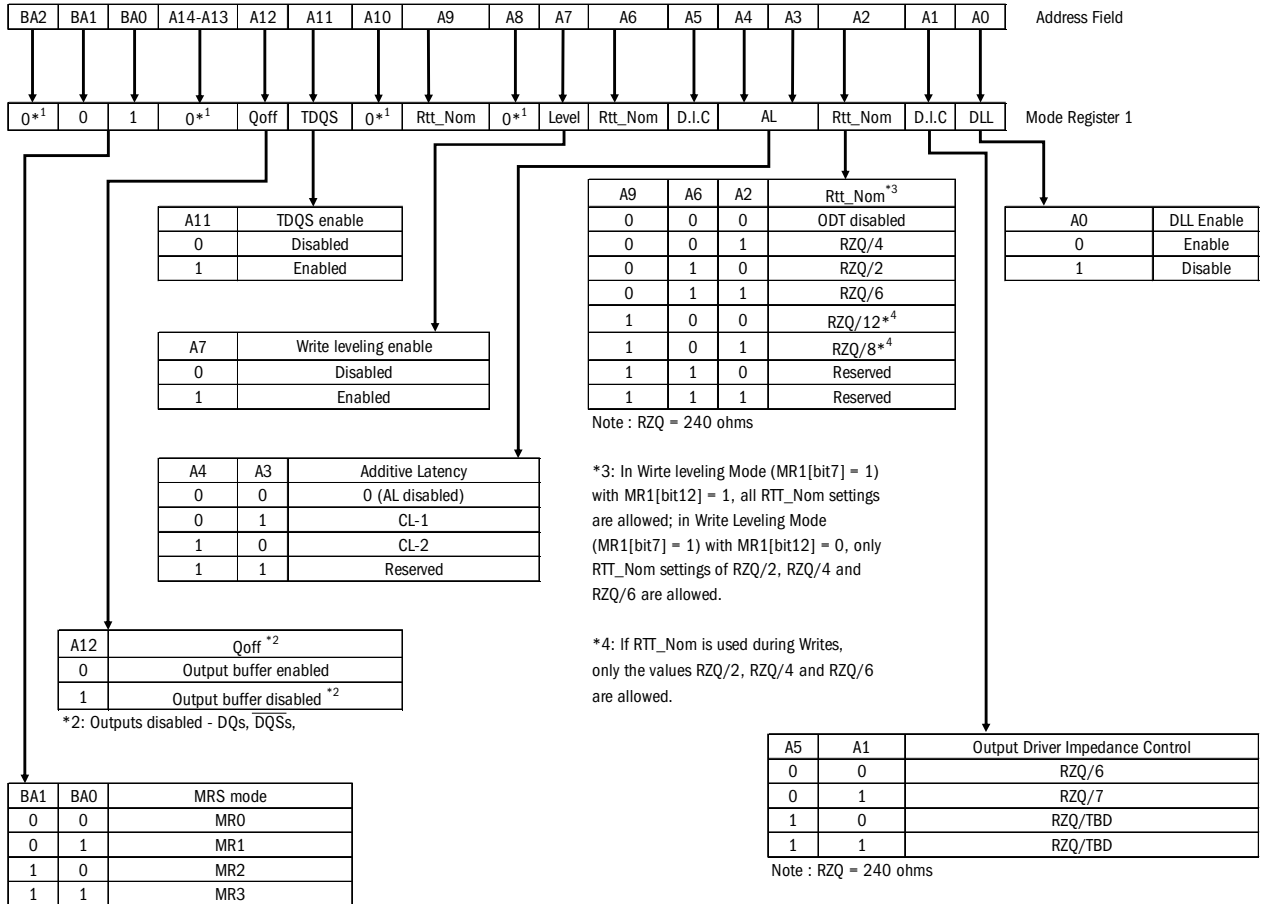 BA2 BA1 BA0 A14-A13 A12 A11 A10 A9 A8 A7 A6 A5 A4 A3 A2 A1 A0 Address Field
0*1 0 1 0*1 Qoff TDQS 0*1 Rtt_Nom 0*1 Level Rtt_Nom D.I.C AL Rtt_Nom D.I.C DLL Mode Register 1
A11 TDQS enable
0 Disabled
1 Enabled
A7 Write leveling enable
0 Disabled
1 Enabled
A4 A3 Additive Latency
0 0 0 (AL disabled)
0 1 CL-1
1 0 CL-2
1 1 Reserved
A12 Qoff *2
0 Output buffer enabled
1 Output buffer disabled *2
*2: Outputs disabled - DQs, DQSs,
BA1 BA0 MRS mode
0 0 MR0
0 1 MR1
1 0 MR2
1 1 MR3
A9 A6 A2 Rtt_Nom*3
0 0 0 ODT disabled
0 0 1 RZQ/4
0 1 0 RZQ/2
0 1 1 RZQ/6
1 0 0 RZQ/12*4
1 0 1 RZQ/8*4
1 1 0 Reserved
1 1 1 Reserved
Note : RZQ = 240 ohms
*3: In Wirte leveling Mode (MR1[bit7] = 1)
with MR1[bit12] = 1, all RTT_Nom settings
are allowed; in Write Leveling Mode
(MR1[bit7] = 1) with MR1[bit12] = 0, only
RTT_Nom settings of RZQ/2, RZQ/4 and
RZQ/6 are allowed.
*4: If RTT_Nom is used during Writes,
only the values RZQ/2, RZQ/4 and RZQ/6
are allowed.
A0 DLL Enable
0 Enable
1 Disable
A5 A1 Output Driver Impedance Control
0 0 RZQ/6
0 1 RZQ/7
1 0 RZQ/TBD
1 1 RZQ/TBD
Note : RZQ = 240 ohms